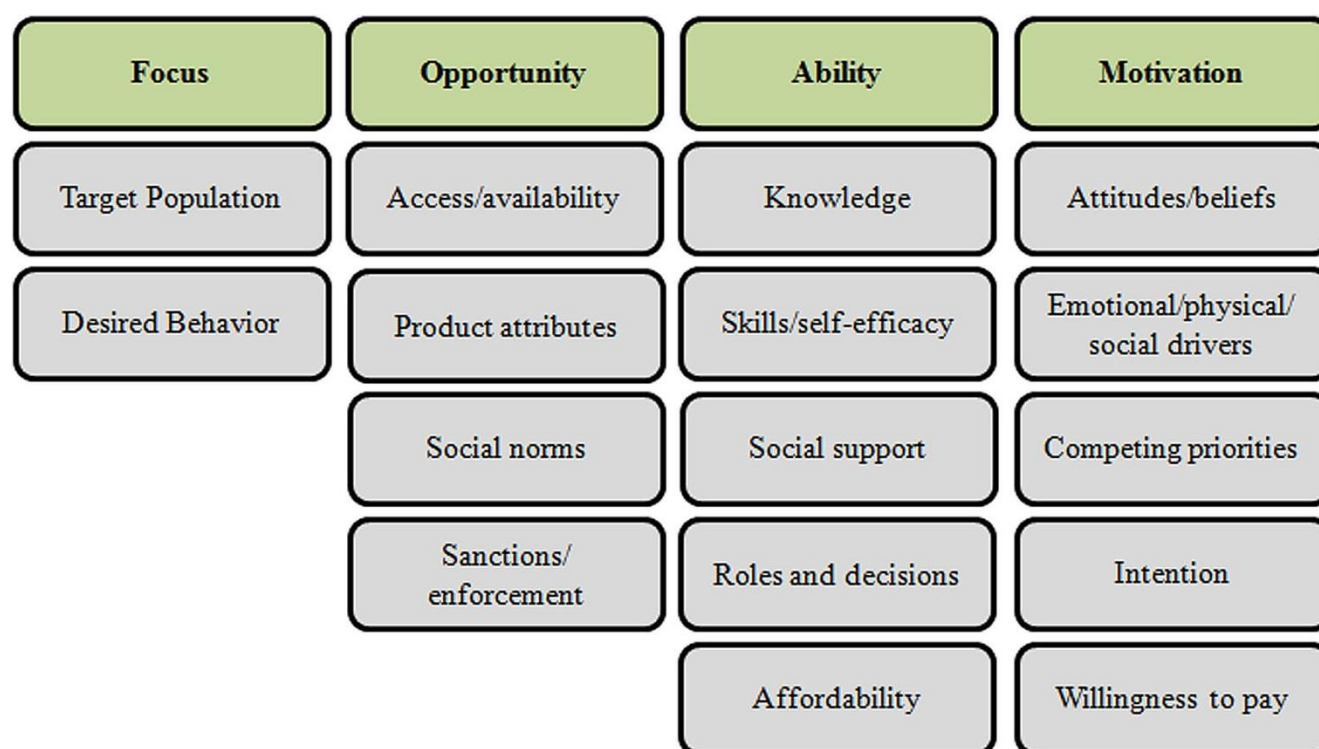 Focus
Opportunity
Ability
Motivation
Target Population
Access/availability
Knowledge
Attitudes/beliefs
Desired Behavior
Product attributes
Skills/self-efficacy
Emotional/physical/
social drivers
Social norms
Social support
Competing priorities
Sanctions/
enforcement
Roles and decisions
Intention
Affordability
Willingness to pay